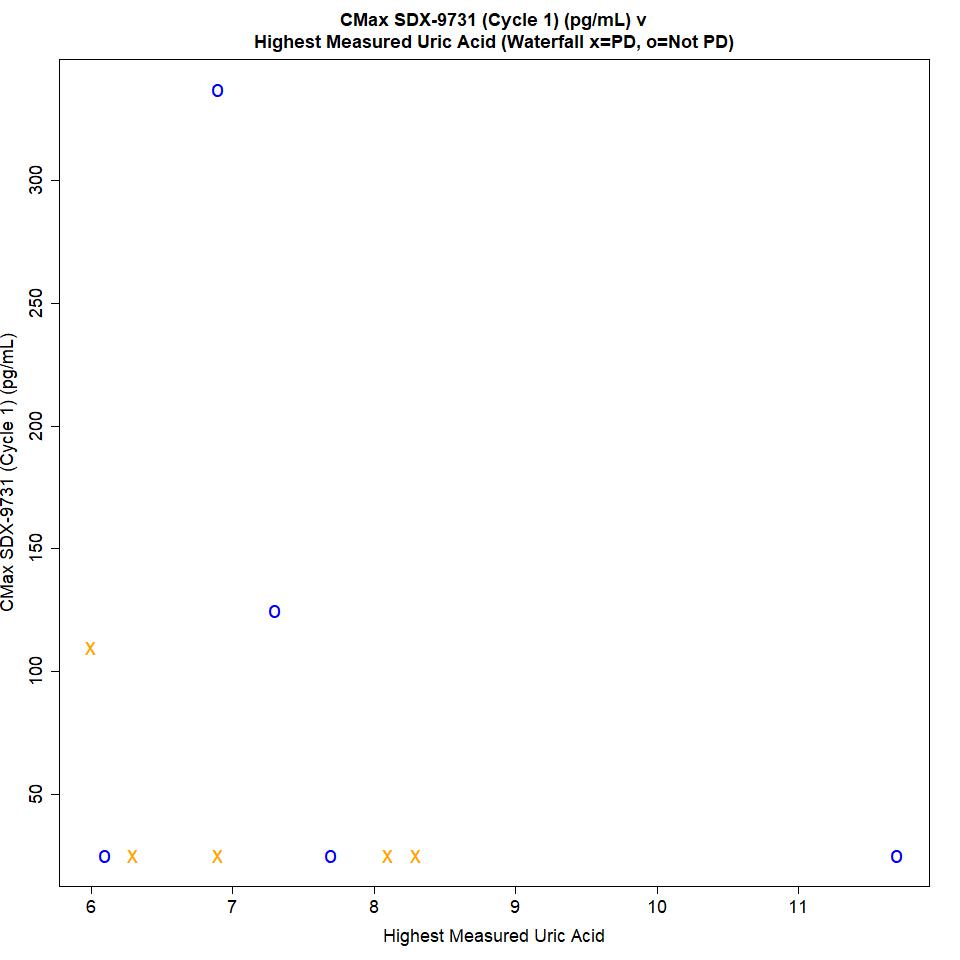 CMax SDX-9731 (Cycle 1) (pg/mL) v
Highest Measured Uric Acid (Waterfall x=PD, o=Not PD)
CMax SDX-9731 (Cycle 1) (pg/mL)
300
250
200
150
100
50
o
o
x
o
x
x
o
x
x
o
6
7
8
9
10
11
Highest Measured Uric Acid